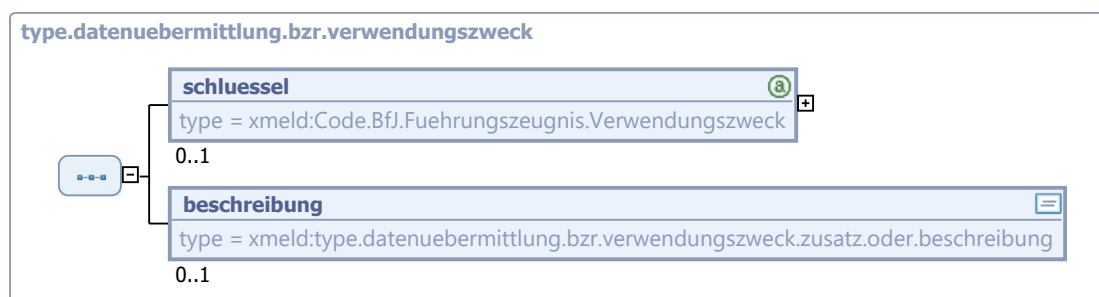 type.datenuebermittlung.bzr.verwendungszweck
schluessel
type = xmeld:Code.BfJ.Fuehrungszeugnis.Verwendungszweck
0..1
beschreibung
type = xmeld:type.datenuebermittlung.bzr.verwendungszweck.zusatz.oder.beschreibung
0..1